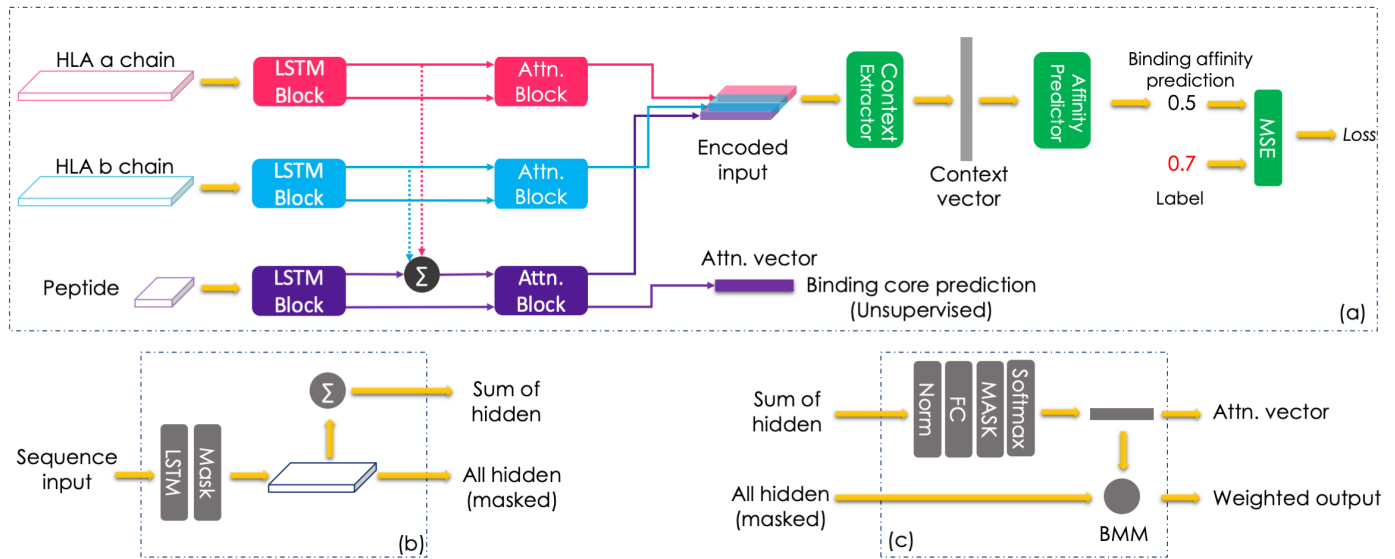 HLA a chain
LSTM
Block
Attn.
Block
HLA b chain
LSTM
Block
Attn.
Block
Peptide
LSTM
Block
Σ
Attn.
Block
Encoded
input
Context
Extractor
Context
vector
Affinity
Predictor
Binding affinity
prediction
0.5
0.7
Label
MSE
Loss
Attn. vector
Binding core prediction
(Unsupervised)
(a)
Sequence
input
LSTM
Mask
Σ
Sum of
hidden
All hidden
(masked)
(b)
Sum of
hidden
Norm
FC
MASK
Softmax
Attn. vector
All hidden
(masked)
BMM
Weighted output
(c)